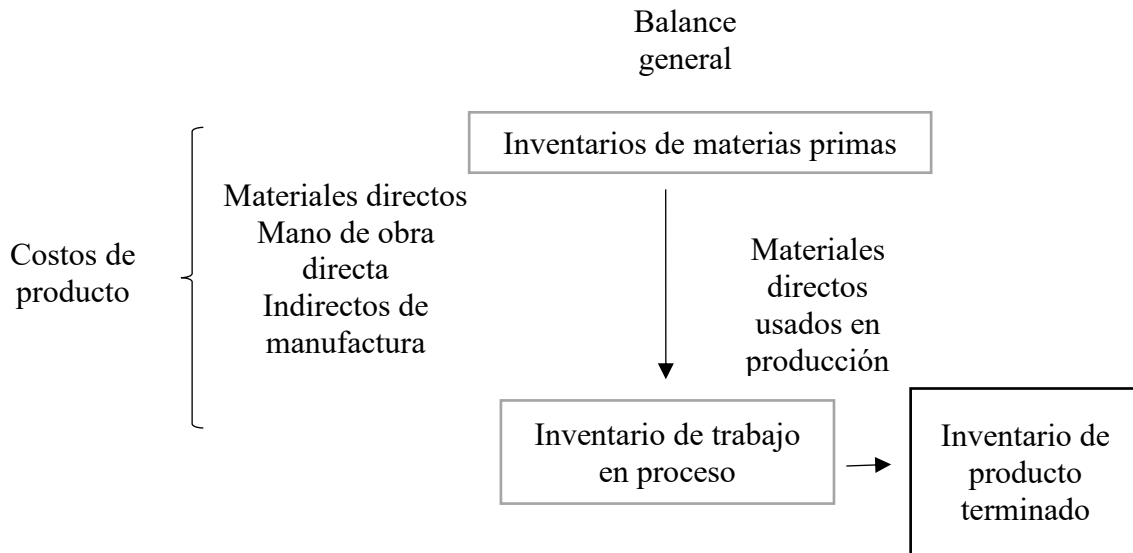 Balance
general
Inventarios de materias primas
Costos de
producto
Materiales directos
Mano de obra
directa
Indirectos de
manufactura
Materiales
directos
usados en
producción
Inventario de trabajo
en proceso
Inventario de
producto
terminado